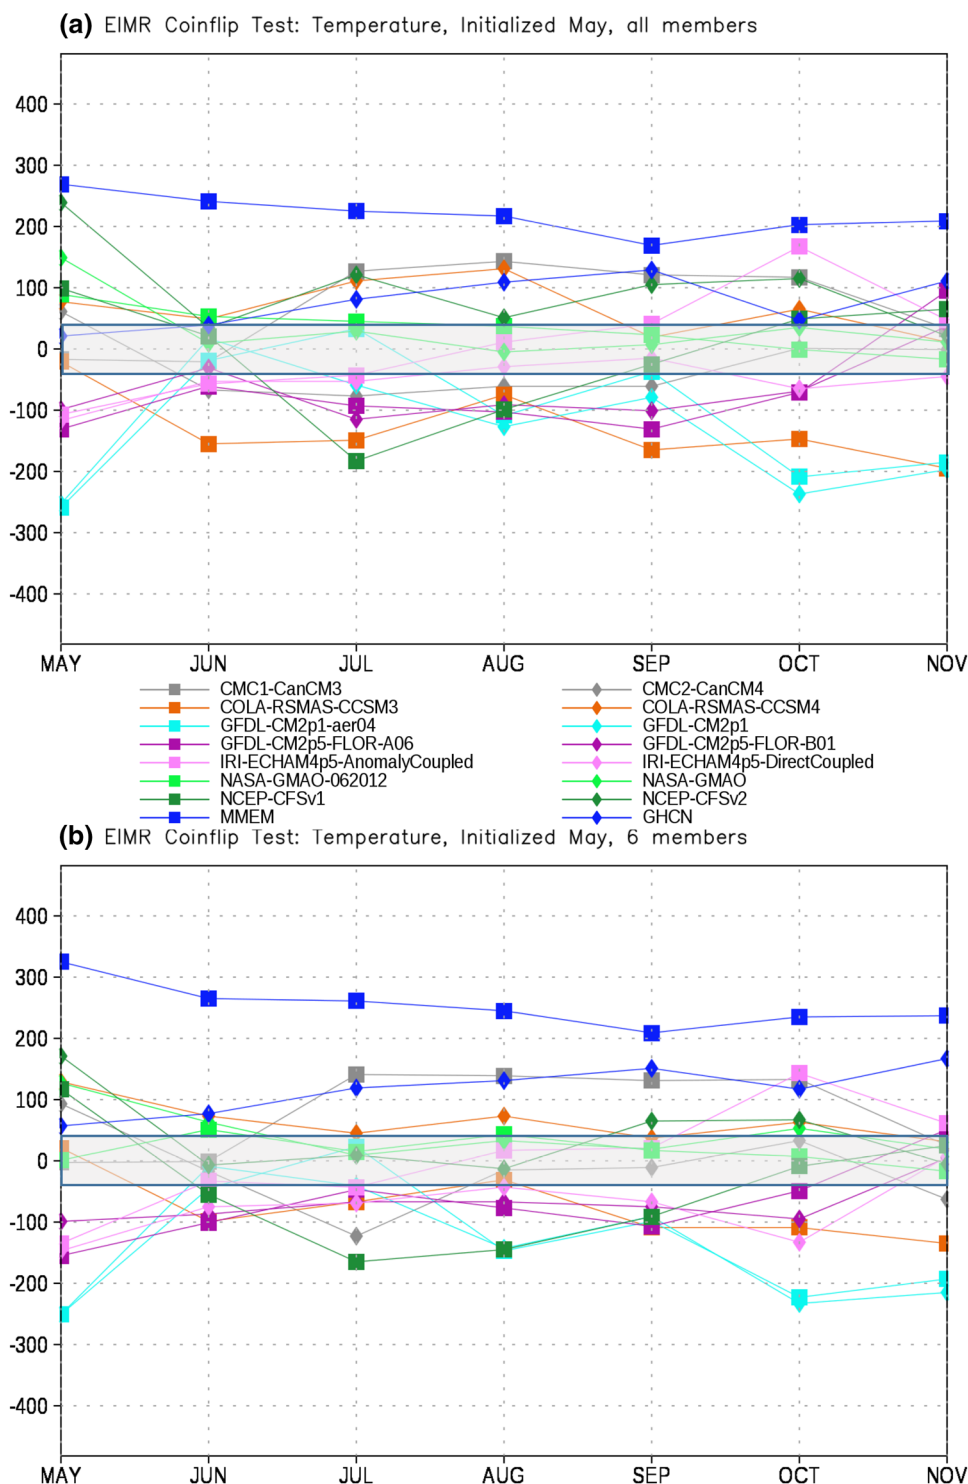 (a) EIMR Coinflip Test: Temperature, Initialized May, all members
400
300
200
100
0
-100
-200
-300
-400
MAY JUN JUL AUG SEP OCT NOV
CMC1-CanCM3 CMC2-CanCM4
COLA-RSMAS-CCSM3 COLA-RSMAS-CCSM4
GFDL-CM2p1-aer04 GFDL-CM2p1
GFDL-CM2p5-FLOR-A06 GFDL-CM2p5-FLOR-B01
IRI-ECHAM4p5-AnomalyCoupled IRI-ECHAM4p5-DirectCoupled
NASA-GMAO-062012 NASA-GMAO
NCEP-CFSv1 NCEP-CFSv2
MMEM GHCN
(b) EIMR Coinflip Test: Temperature, Initialized May, 6 members
400
300
200
100
0
-100
-200
-300
-400
MAY JUN JUL AUG SEP OCT NOV